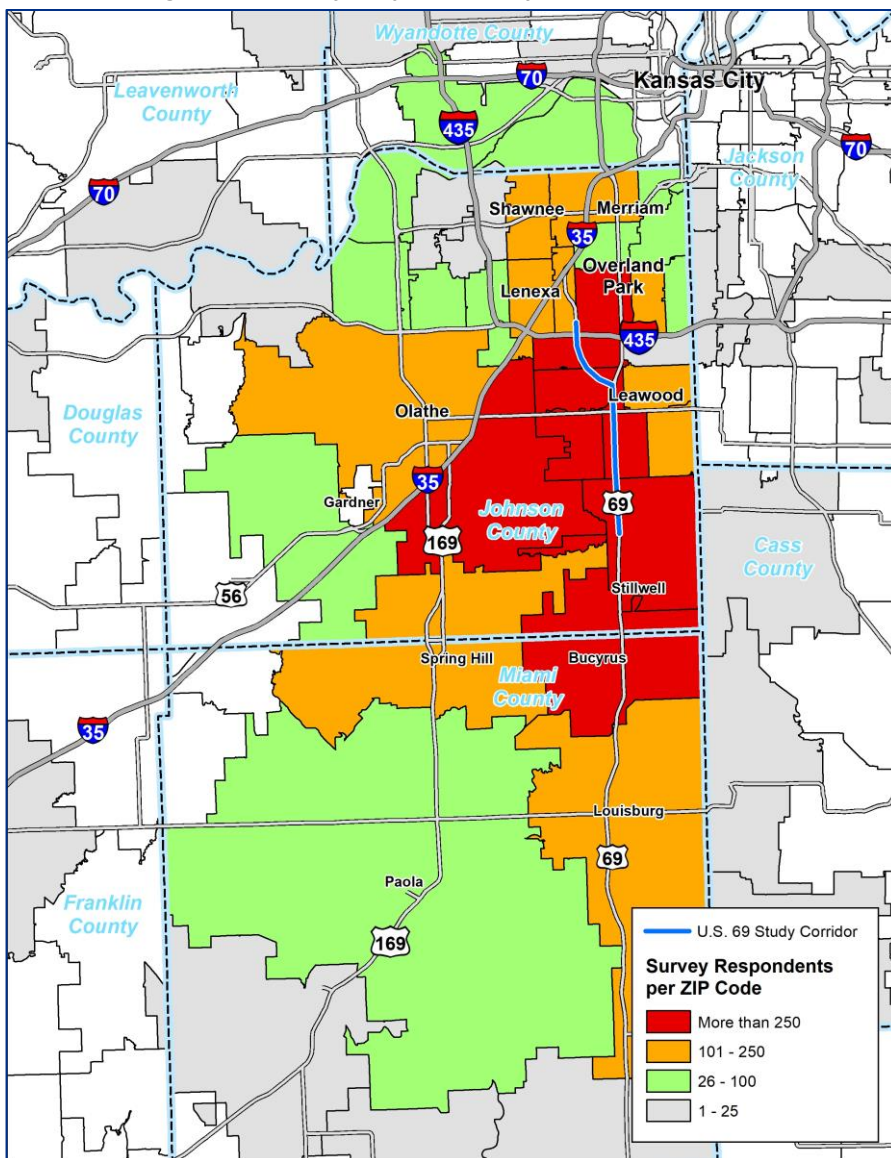 Wyandotte County
70
Kansas City
Leavenworth
County
435
Jackson
County
70
70
Shawnee
Merriam
35
Overland
Park
Lenexa
435
Leawood
Douglas
County
Olathe
35
Gardner
Johnson
County
69
169
Cass
County
56
Stillwell
Spring Hill
Bucyrus
Miami
County
35
Louisburg
69
Paola
Franklin
County
169
U.S. 69 Study Corridor
Survey Respondents
per ZIP Code
More than 250
101 - 250
26 - 100
1 - 25